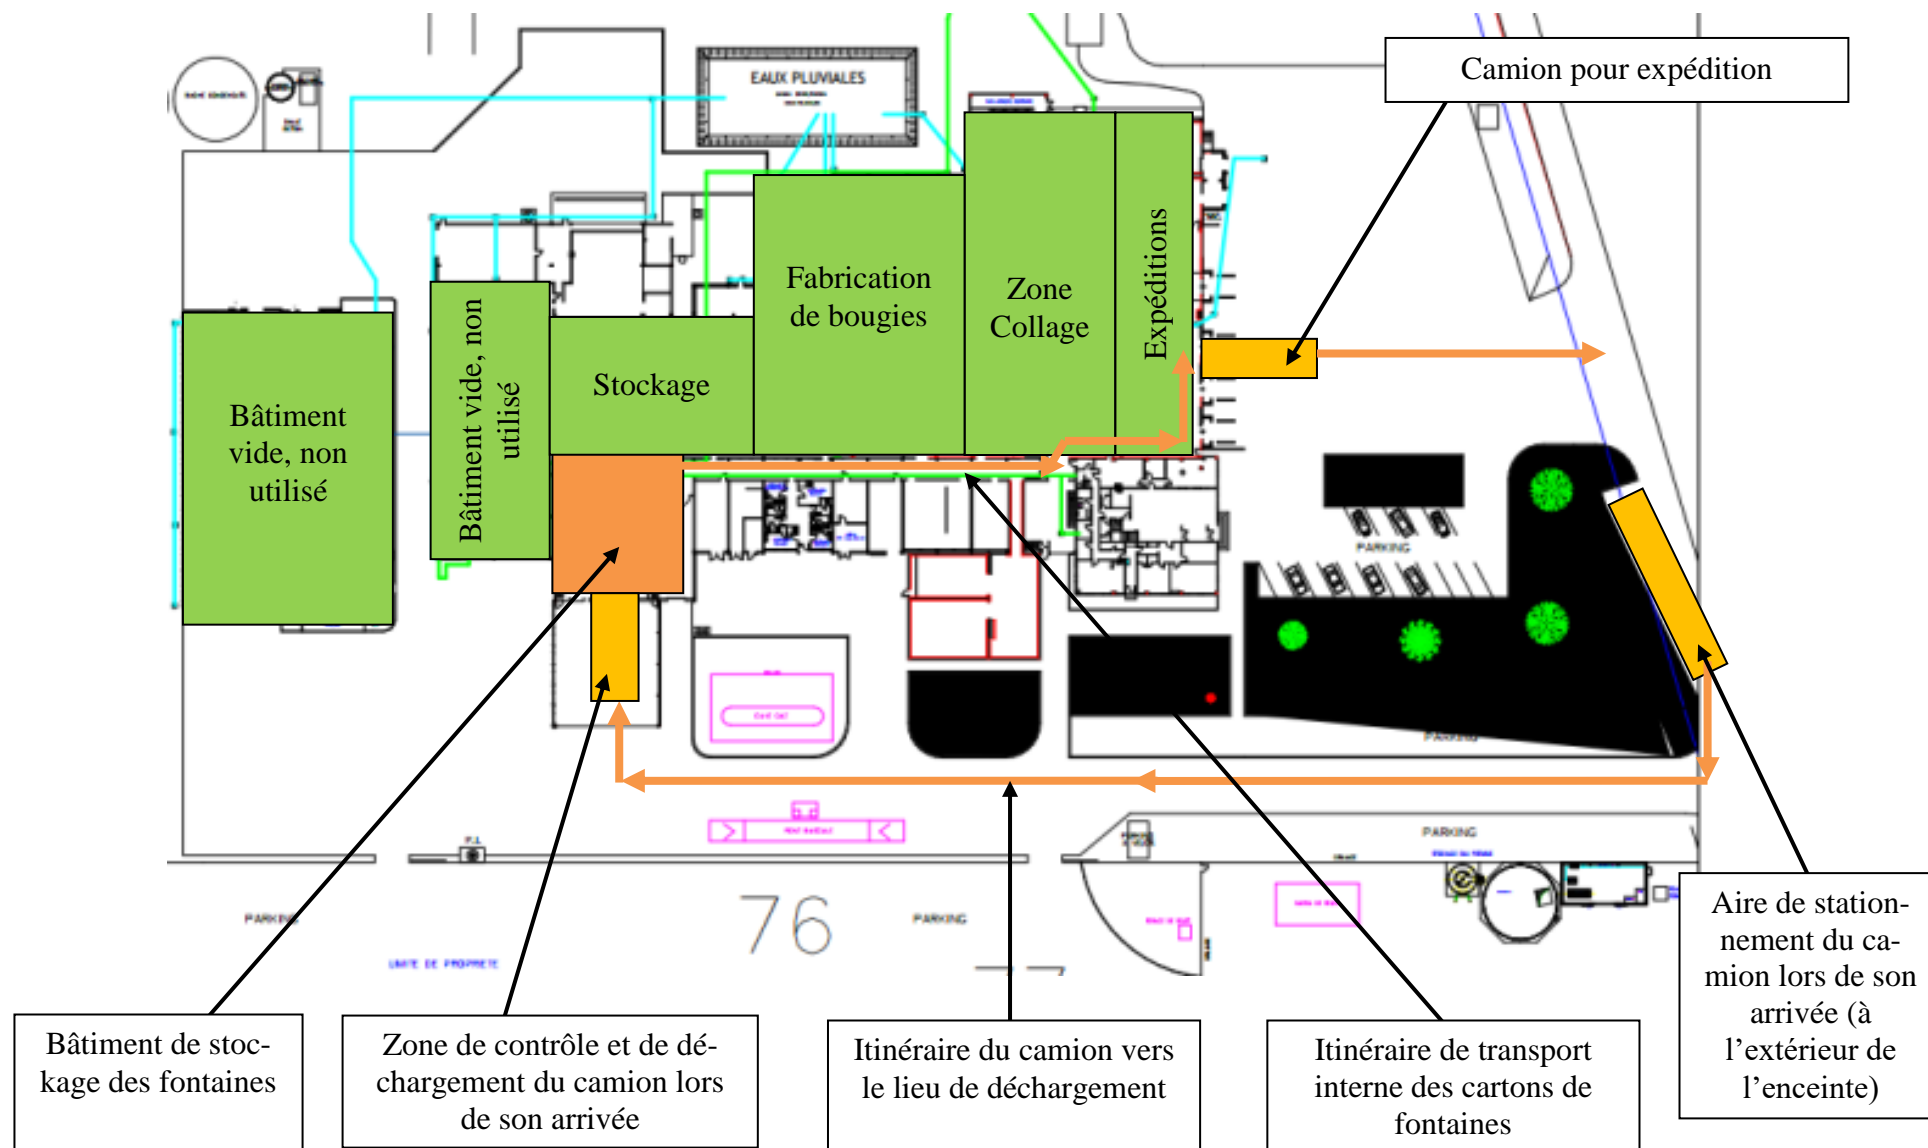 EAUX PLUVIALES
Camion pour expédition
Fabrication
de bougies
Zone
Collage
Expéditions
Stockage
Bâtiment
vide, non
utilisé
Bâtiment vide, non
utilisé
PARKING
PARKING
PARKING
P.I.
PARKING
76
PARKING
LIMITE DE PROPRIETE
Bâtiment de stoc-
kage des fontaines
Zone de contrôle et de dé-
chargement du camion lors
de son arrivée
Itinéraire du camion vers
le lieu de déchargement
Itinéraire de transport
interne des cartons de
fontaines
Aire de station-
nement du ca-
mion lors de son
arrivée (à
l’extérieur de
l’enceinte)